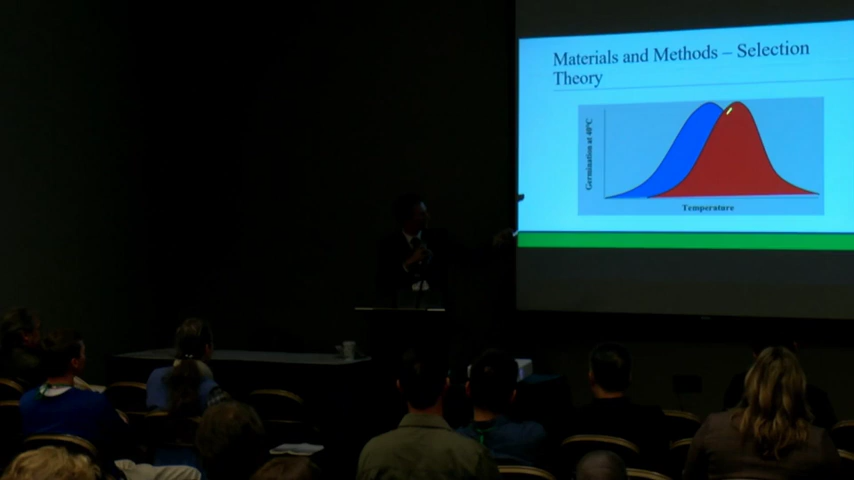 Materials and Methods – Selection
Theory
Germination at 40°C
Temperature